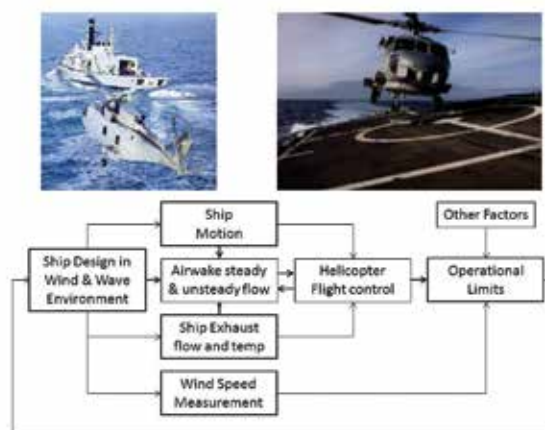 Ship
Motion
Other Factors
Ship Design in
Wind & Wave
Environment
Airwake steady
& unsteady flow
Helicopter
Flight control
Operational
Limits
Ship Exhaust
flow and temp
Wind Speed
Measurement